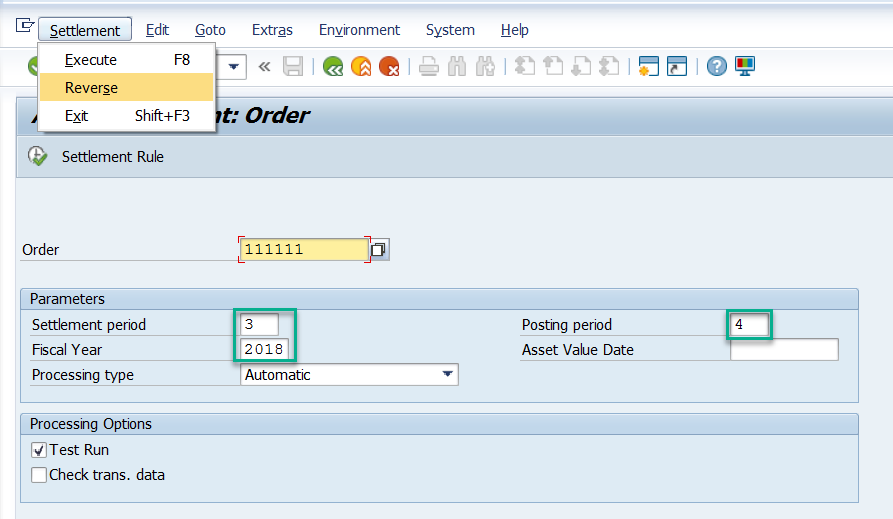 Settlement Edit Goto Extras Environment System Help
Execute F8
Reverse
Exit Shift+F3
nt: Order
Settlement Rule
Order 111111
Parameters
Settlement period 3 Posting period 4
Fiscal Year 2018 Asset Value Date
Processing type Automatic
Processing Options
Test Run
Check trans. data